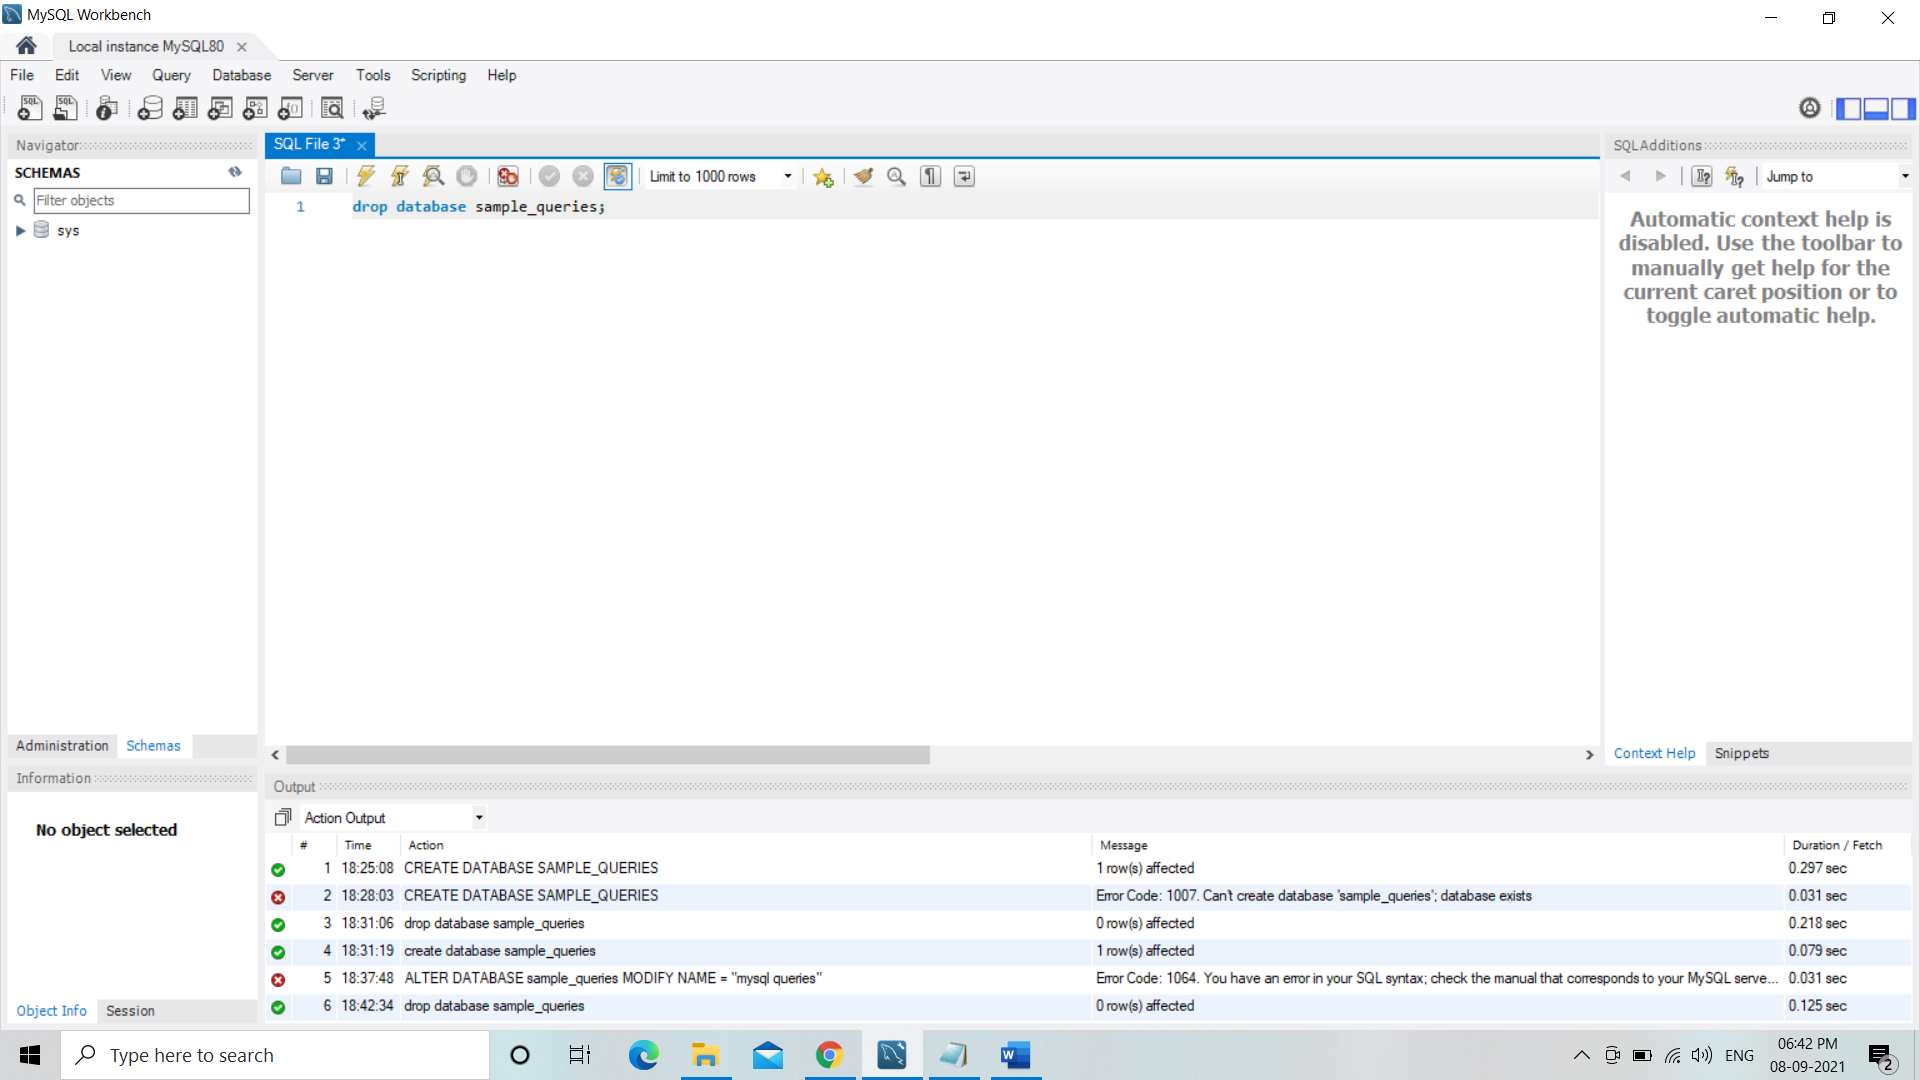 MySQL Workbench
Local instance MySQL80
File Edit View Query Database Server Tools Scripting Help
Navigator
SCHEMAS
Filter objects
sys
Administration Schemas
Information
No object selected
Object Info Session
SQL File 3*
Limit to 1000 rows
1 drop database sample_queries;
SQLAdditions
Jump to
Automatic context help is
disabled. Use the toolbar to
manually get help for the
current caret position or to
toggle automatic help.
Context Help Snippets
Output
Action Output
# Time Action Message Duration / Fetch
1 18:25:08 CREATE DATABASE SAMPLE_QUERIES 1 row(s) affected 0.297 sec
2 18:28:03 CREATE DATABASE SAMPLE_QUERIES Error Code: 1007. Can't create database 'sample_queries'; database exists 0.031 sec
3 18:31:06 drop database sample_queries 0 row(s) affected 0.218 sec
4 18:31:19 create database sample_queries 1 row(s) affected 0.079 sec
5 18:37:48 ALTER DATABASE sample_queries MODIFY NAME = "mysql queries" Error Code: 1064. You have an error in your SQL syntax; check the manual that corresponds to your MySQL serve... 0.031 sec
6 18:42:34 drop database sample_queries 0 row(s) affected 0.125 sec
Type here to search
ENG
06:42 PM
08-09-2021
2